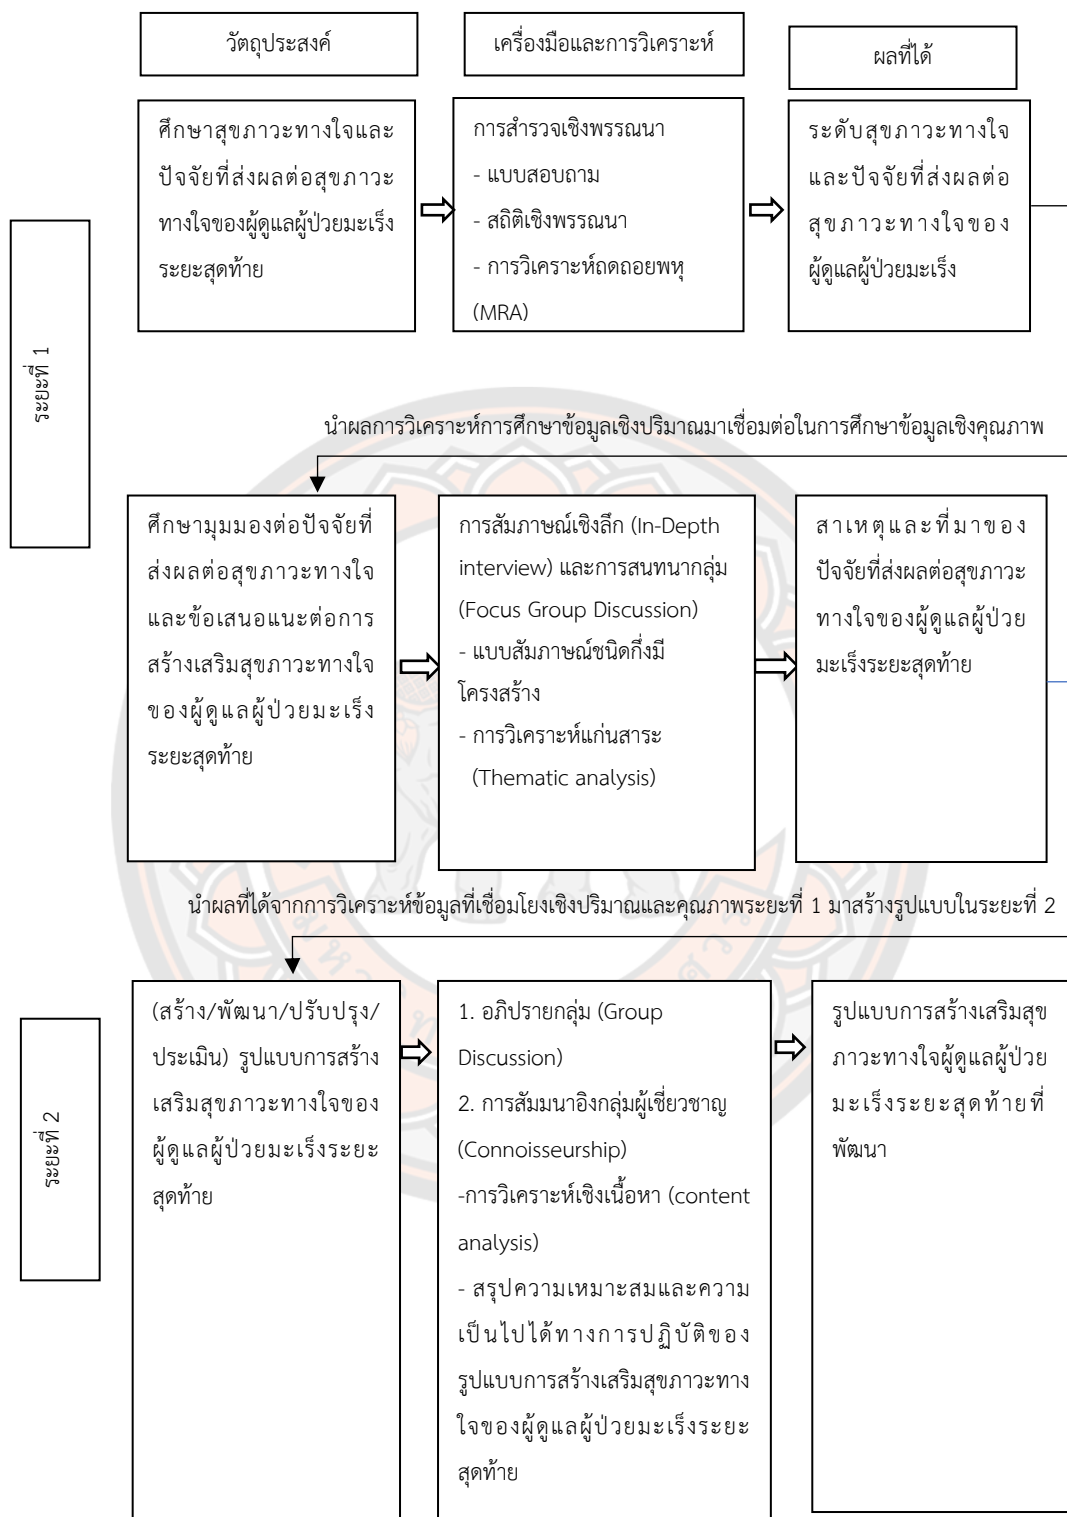 วัตถุประสงค์
เครื่องมือและการวิเคราะห์
ผลที่ได้
ระยะที่ 1
ศึกษาสุขภาวะทางใจและ
ปัจจัยที่ส่งผลต่อสุขภาวะ
ทางใจของผู้ดูแลผู้ป่วยมะเร็ง
ระยะสุดท้าย
การสำรวจเชิงพรรณนา
- แบบสอบถาม
- สถิติเชิงพรรณนา
- การวิเคราะห์ถดถอยพหุ
(MRA)
ระดับสุขภาวะทางใจ
และปัจจัยที่ส่งผลต่อ
สุขภาวะทางใจของ
ผู้ดูแลผู้ป่วยมะเร็ง
นำผลการวิเคราะห์การศึกษาข้อมูลเชิงปริมาณมาเชื่อมต่อในการศึกษาข้อมูลเชิงคุณภาพ
ศึกษามุมมองต่อปัจจัยที่
ส่งผลต่อสุขภาวะทางใจ
และข้อเสนอแนะต่อการ
สร้างเสริมสุขภาวะทางใจ
ของผู้ดูแลผู้ป่วยมะเร็ง
ระยะสุดท้าย
การสัมภาษณ์เชิงลึก (In-Depth
interview) และการสนทนากลุ่ม
(Focus Group Discussion)
- แบบสัมภาษณ์ชนิดกึ่งมี
โครงสร้าง
- การวิเคราะห์แก่นสาระ
(Thematic analysis)
สาเหตุและที่มาของ
ปัจจัยที่ส่งผลต่อสุขภาวะ
ทางใจของผู้ดูแลผู้ป่วย
มะเร็งระยะสุดท้าย
นำผลที่ได้จากการวิเคราะห์ข้อมูลที่เชื่อมโยงเชิงปริมาณและคุณภาพระยะที่ 1 มาสร้างรูปแบบในระยะที่ 2
ระยะที่ 2
(สร้าง/พัฒนา/ปรับปรุง/
ประเมิน) รูปแบบการสร้าง
เสริมสุขภาวะทางใจของ
ผู้ดูแลผู้ป่วยมะเร็งระยะ
สุดท้าย
1. อภิปรายกลุ่ม (Group
Discussion)
2. การสัมมนาอิงกลุ่มผู้เชี่ยวชาญ
(Connoisseurship)
-การวิเคราะห์เชิงเนื้อหา (content
analysis)
- สรุปความเหมาะสมและความ
เป็นไปได้ทางการปฏิบัติของ
รูปแบบการสร้างเสริมสุขภาวะทาง
ใจของผู้ดูแลผู้ป่วยมะเร็งระยะ
สุดท้าย
รูปแบบการสร้างเสริมสุข
ภาวะทางใจผู้ดูแลผู้ป่วย
มะเร็งระยะสุดท้ายที่
พัฒนา